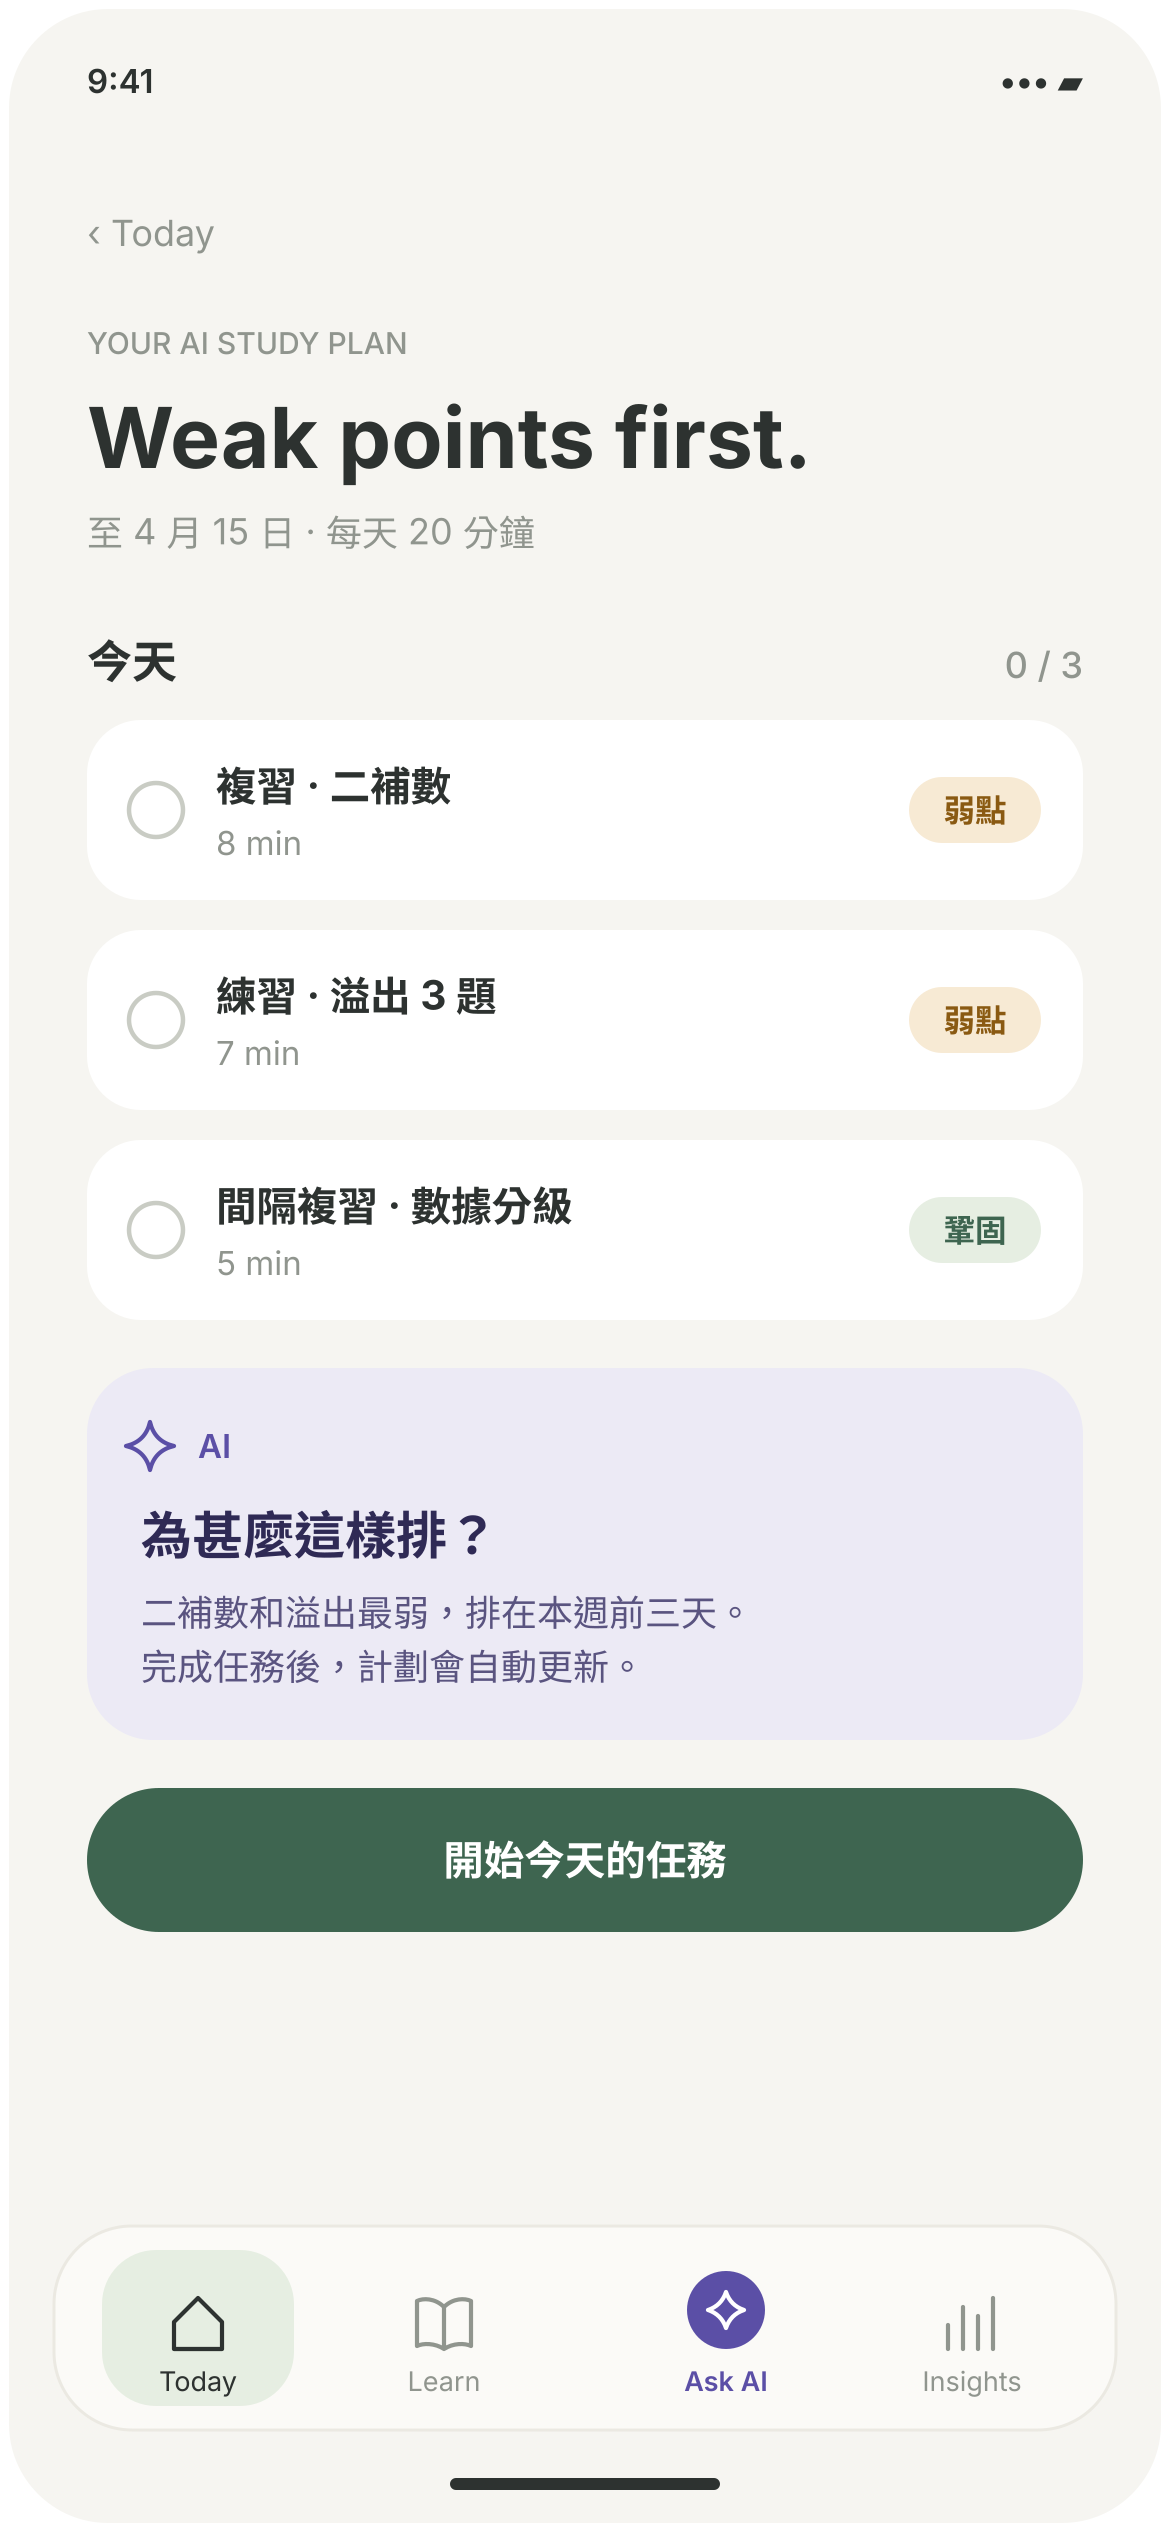 9:41
‹ Today
YOUR AI STUDY PLAN
Weak points first.
至 4 月 15 日 · 每天 20 分鐘
今天
0 / 3
複習 · 二補數
8 min
弱點
練習 · 溢出 3 題
7 min
弱點
間隔複習 · 數據分級
5 min
鞏固
AI
為甚麼這樣排？
二補數和溢出最弱，排在本週前三天。
完成任務後，計劃會自動更新。
開始今天的任務
Today
Learn
Ask AI
Insights